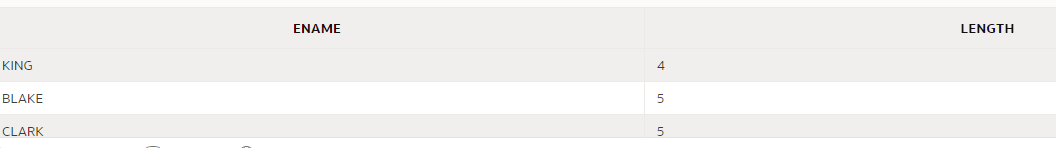 ENAME LENGTH
KING 4
BLAKE 5
CLARK 5